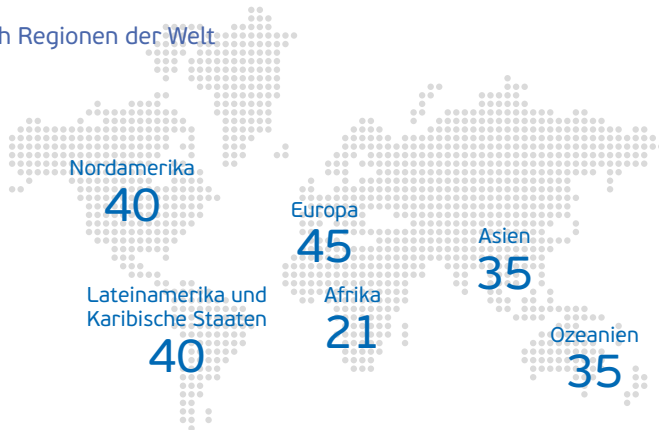 Regionen der Welt
Nordamerika
40
Europa
45
Asien
35
Lateinamerika und
Karibische Staaten
40
Afrika
21
Ozeanien
35